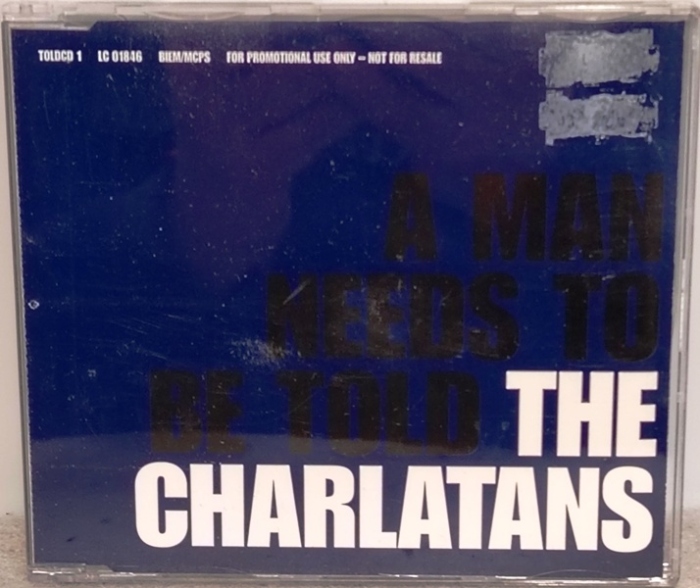 TOLDCD 1 LC 01846 BIEM/MCPS FOR PROMOTIONAL USE ONLY – NOT FOR RESALE
A MAN
NEEDS TO
BE TOLD THE
CHARLATANS